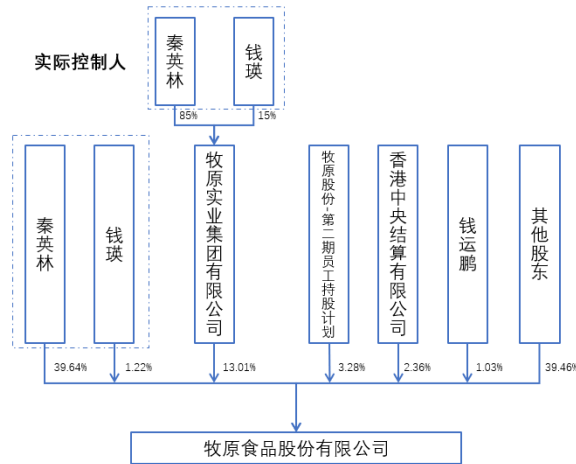 实际控制人
秦英林
钱瑛
85%
15%
秦英林
钱瑛
牧原实业集团有限公司
牧原股份-第二期员工持股计划
香港中央结算有限公司
钱运鹏
其他股东
39.64%
1.22%
13.01%
3.28%
2.36%
1.03%
39.46%
牧原食品股份有限公司